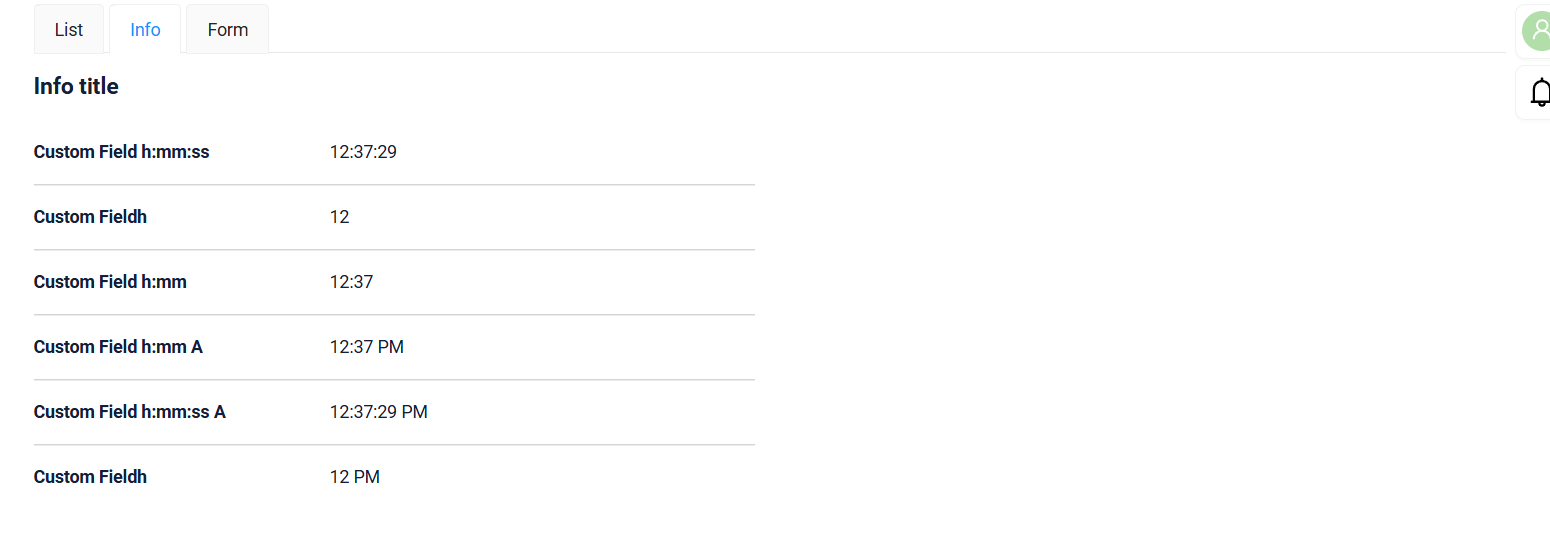 List Info Form
Info title
Custom Field h:mm:ss 12:37:29
Custom Fieldh 12
Custom Field h:mm 12:37
Custom Field h:mm A 12:37 PM
Custom Field h:mm:ss A 12:37:29 PM
Custom Fieldh 12 PM